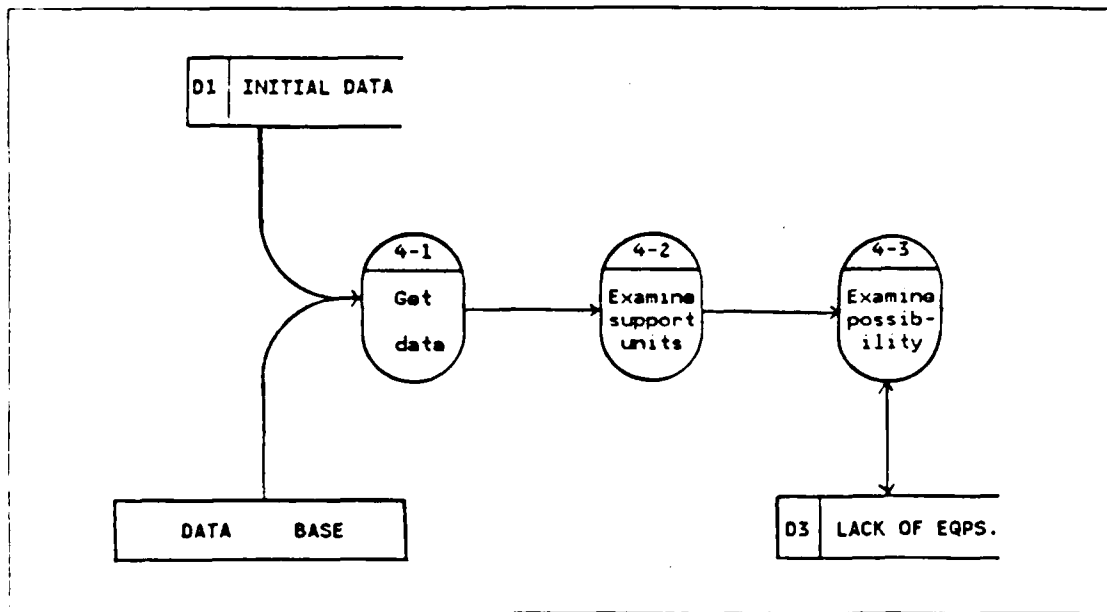 D1 INITIAL DATA
4-1
Get
data
4-2
Examine
support
units
4-3
Examine
possib-
ility
DATA BASE
D3 LACK OF EQPS.